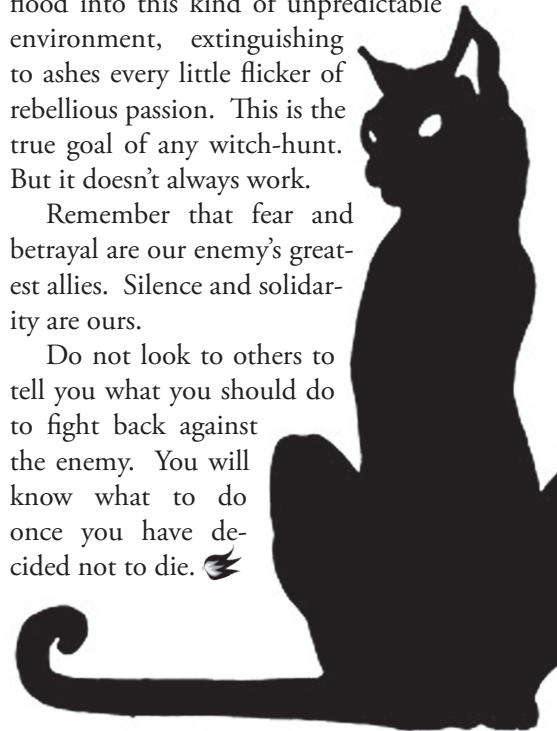 flood into this kind of unpredictable
environment, extinguishing
to ashes every little flicker of
rebellious passion. This is the
true goal of any witch-hunt.
But it doesn't always work.
Remember that fear and
betrayal are our enemy's great-
est allies. Silence and solidar-
ity are ours.
Do not look to others to
tell you what you should do
to fight back against
the enemy. You will
know what to do
once you have de-
cided not to die.